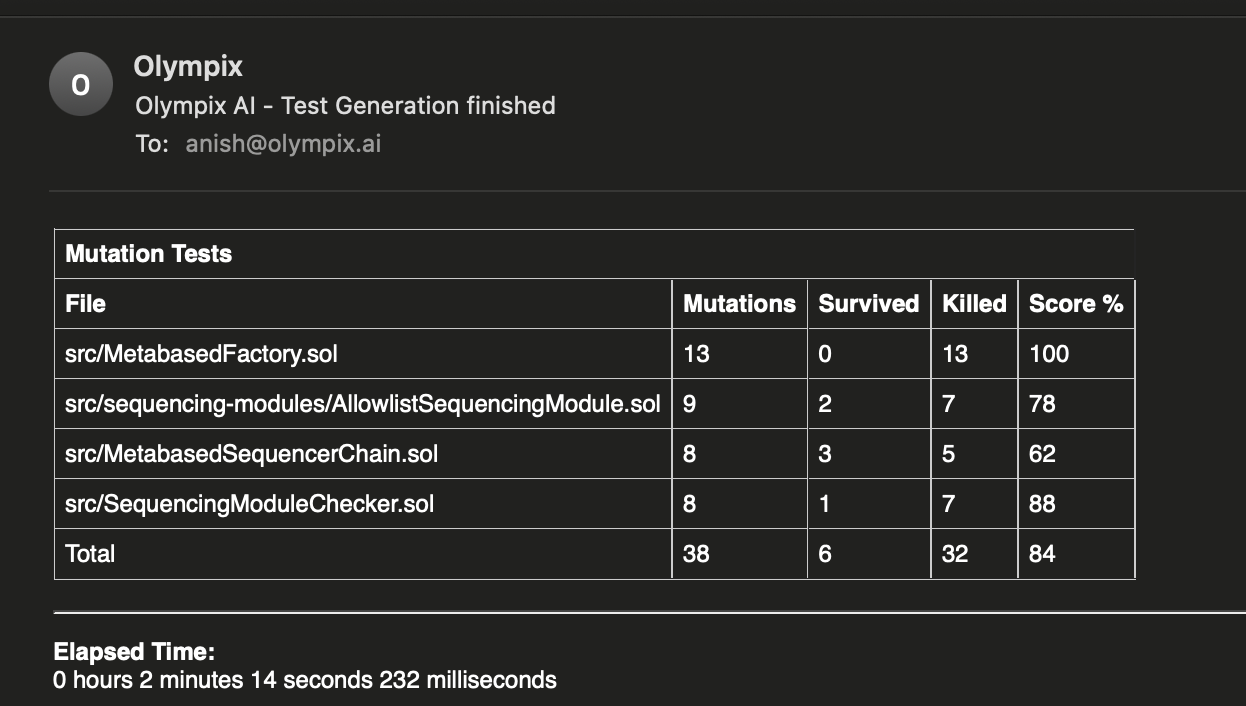 O
Olympix
Olympix AI - Test Generation finished
To: anish@olympix.ai
Mutation Tests
File Mutations Survived Killed Score %
src/MetabasedFactory.sol 13 0 13 100
src/sequencing-modules/AllowlistSequencingModule.sol 9 2 7 78
src/MetabasedSequencerChain.sol 8 3 5 62
src/SequencingModuleChecker.sol 8 1 7 88
Total 38 6 32 84
Elapsed Time:
0 hours 2 minutes 14 seconds 232 milliseconds